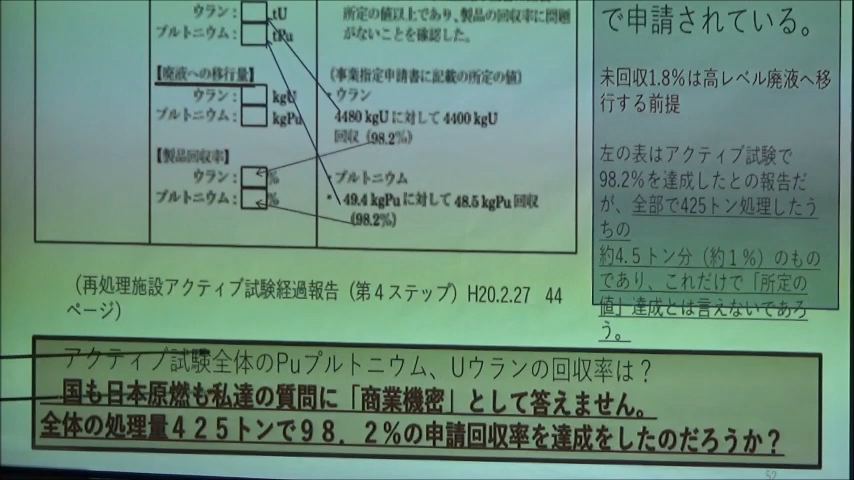 ウラン： tU
プルトニウム： tPu
【廃液への移行量】
ウラン： kgU
プルトニウム： kgPu
【製品回収率】
ウラン： %
プルトニウム： %
所定の値以上であり、製品の回収率に問題
がないことを確認した。
（事業指定申請書に記載の所定の値）
・ウラン
4480 kgUに対して 4400 kgU
回収 (98.2%)
・プルトニウム
・ 49.4 kgPuに対して 48.5 kgPu 回収
(98.2%)
で申請されている。
未回収1.8%は高レベル廃液へ移
行する前提
左の表はアクティブ試験で
98.2%を達成したとの報告だ
が、全部で425トン処理したう
ちの
約4.5トン分（約１%）のもの
であり、これだけで「所定の
値」達成とは言えないであろ
う。
（再処理施設アクティブ試験経過報告（第４ステップ）H20.2.27 44
ページ）
アクティブ試験全体のPuプルトニウム、Uウランの回収率は？
国も日本原燃も私達の質問に「商業機密」として答えません。
全体の処理量４２５トンで９８．２%の申請回収率を達成をしたのだろうか？
52